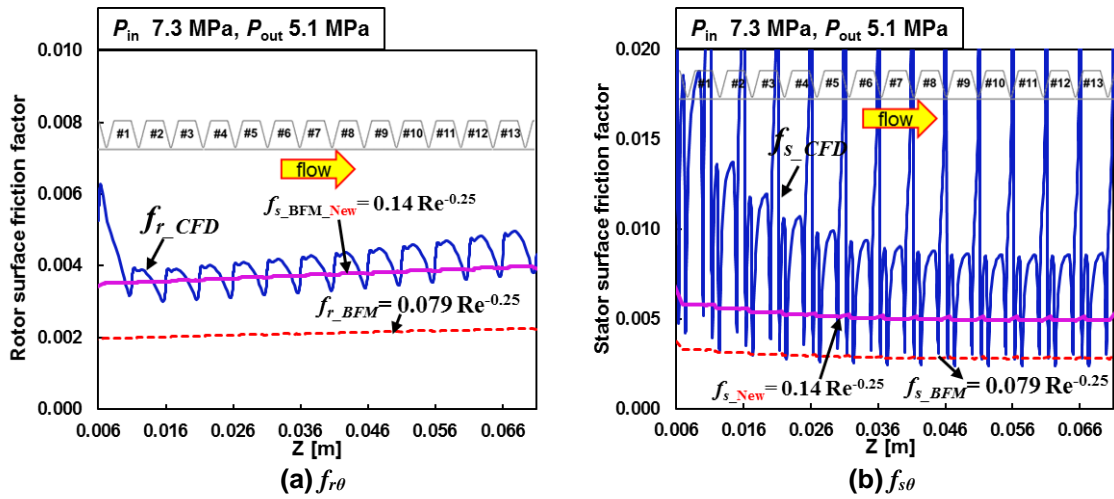 P_in 7.3 MPa, P_out 5.1 MPa
Rotor surface friction factor
0.010
0.008
0.006
0.004
0.002
0.000
#1 #2 #3 #4 #5 #6 #7 #8 #9 #10 #11 #12 #13
flow
f_r_CFD
f_s_BFM_New = 0.14 Re^-0.25
f_r_BFM = 0.079 Re^-0.25
0.006 0.016 0.026 0.036 0.046 0.056 0.066
Z [m]
(a) f_rθ
P_in 7.3 MPa, P_out 5.1 MPa
Stator surface friction factor
0.020
0.015
0.010
0.005
0.000
#1 #2 #3 #4 #5 #6 #7 #8 #9 #10 #11 #12 #13
flow
f_s_CFD
f_s_New = 0.14 Re^-0.25
f_s_BFM = 0.079 Re^-0.25
0.006 0.016 0.026 0.036 0.046 0.056 0.066
Z [m]
(b) f_sθ